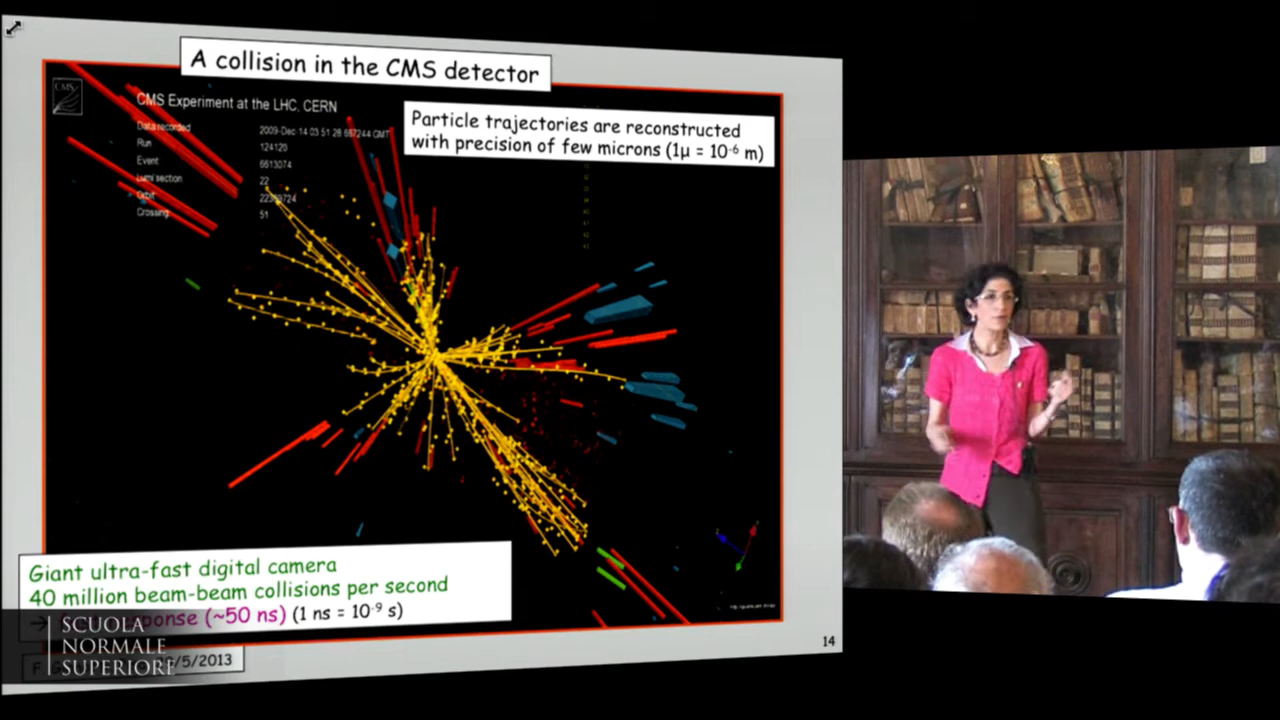 A collision in the CMS detector
CMS
CMS Experiment at the LHC, CERN
Data recorded
2009-Dec-14 03:51:28 GMT
Run
124120
Event
6613074
Lumi section
22
Orbit
Crossing
51
Particle trajectories are reconstructed
with precision of few microns (1μ = 10⁻⁶ m)
Giant ultra-fast digital camera
40 million beam-beam collisions per second
(~50 ns) (1 ns = 10⁻⁹ s)
SCUOLA
NORMALE
SUPERIORE
/5/2013
14